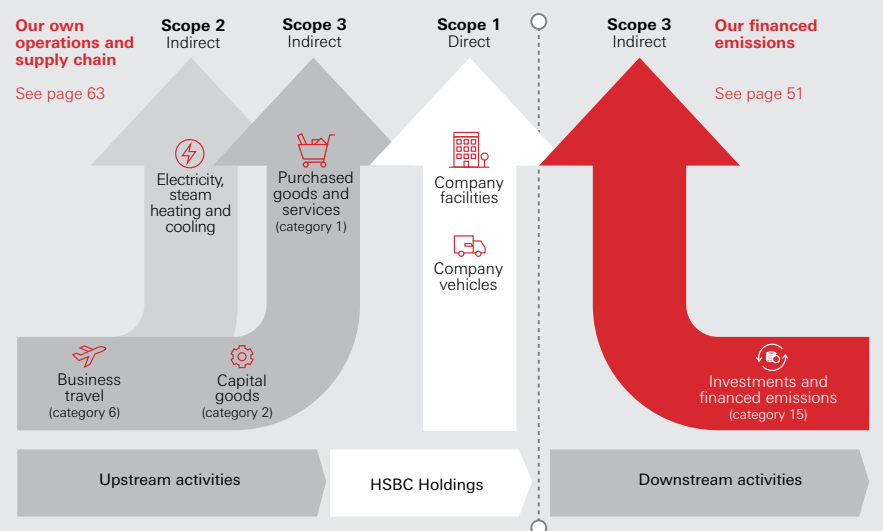 Our own
operations and
supply chain
See page 63
Scope 2
Indirect
Scope 3
Indirect
Scope 1
Direct
Scope 3
Indirect
Our financed
emissions
See page 51
Electricity,
steam
heating and
cooling
Purchased
goods and
services
(category 1)
Company
facilities
Company
vehicles
Business
travel
(category 6)
Capital
goods
(category 2)
Investments and
financed emissions
(category 15)
Upstream activities
HSBC Holdings
Downstream activities